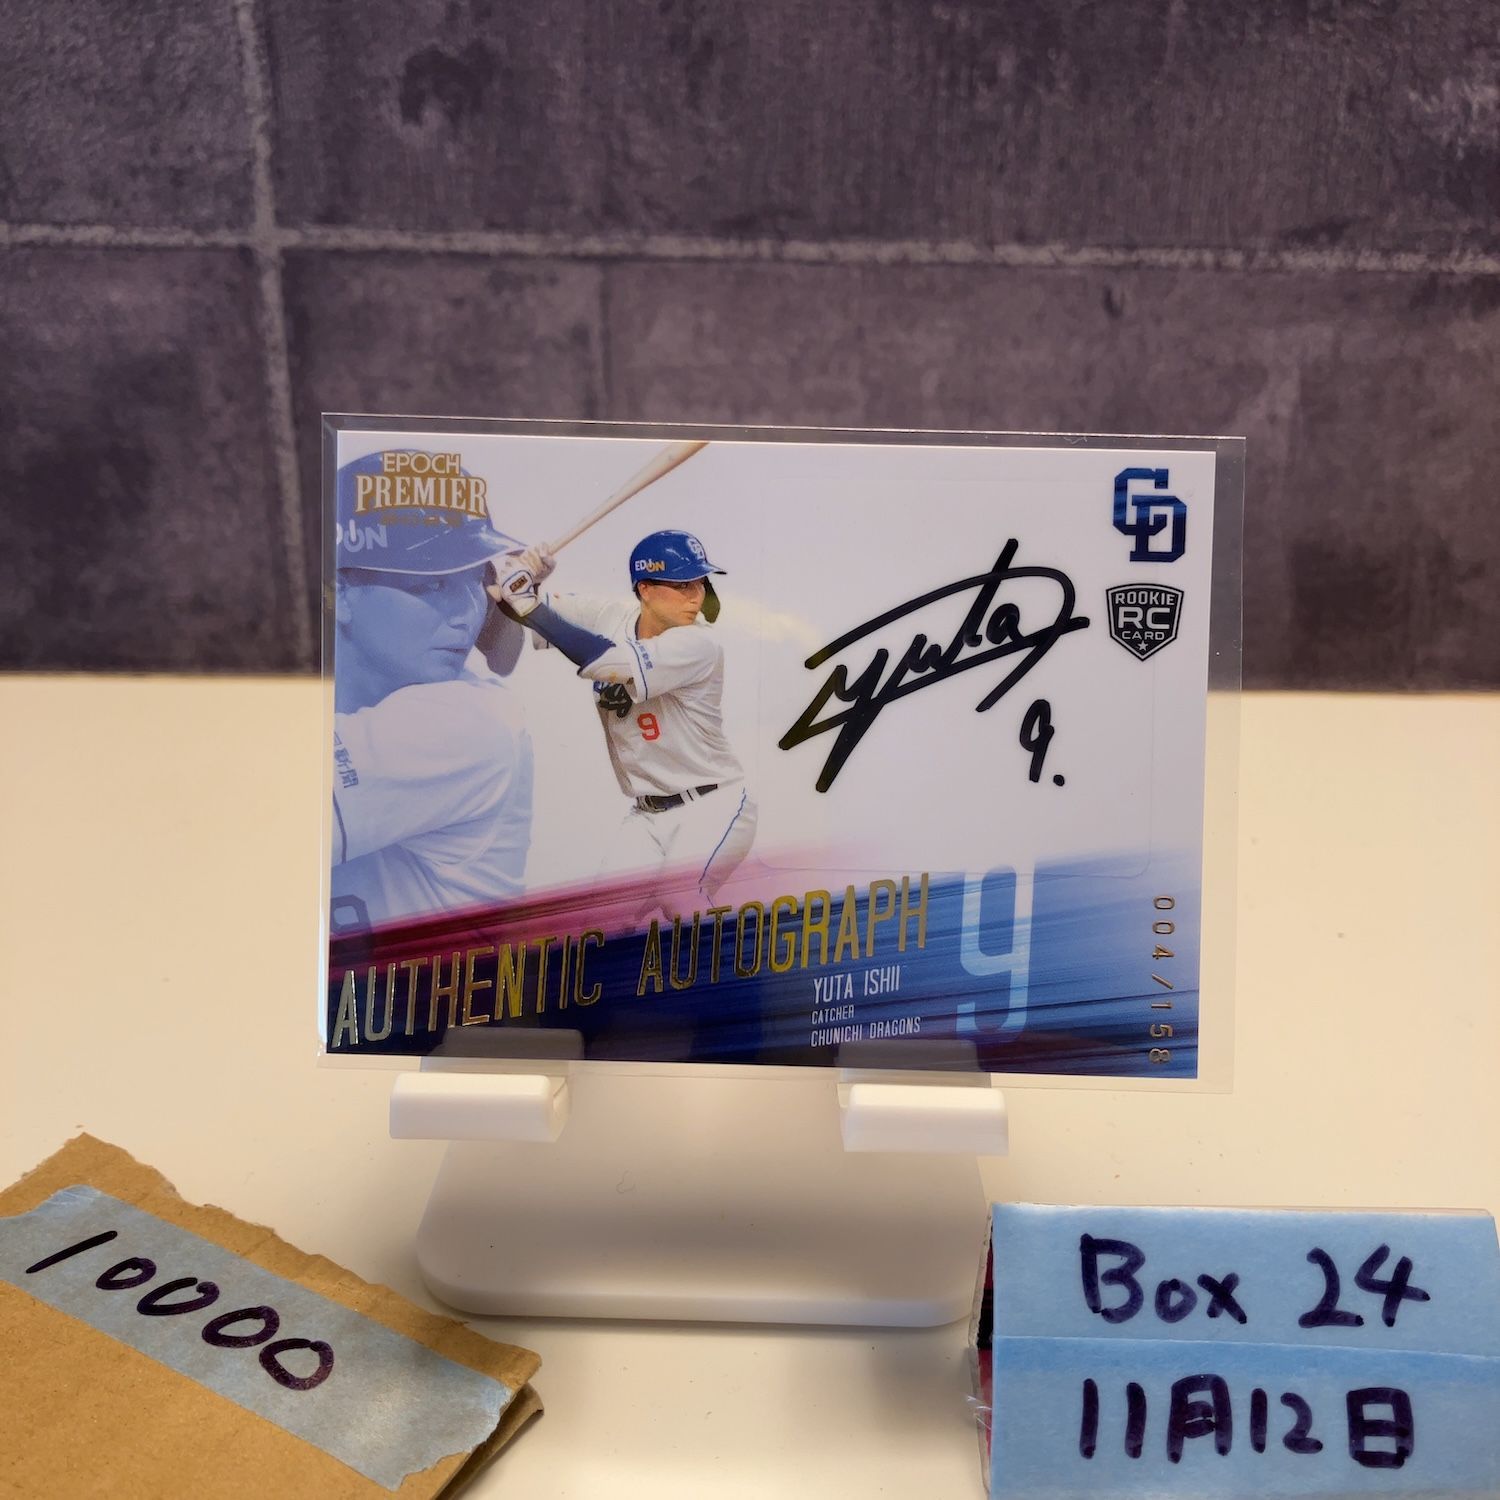 EPOCH
PREMIER
EDION
9
Yuta
9.
CD
ROOKIE
RC
CARD
AUTHENTIC AUTOGRAPH
9
YUTA ISHII
CATCHER
CHUNICHI DRAGONS
004/158
10000
Box 24
11月12日